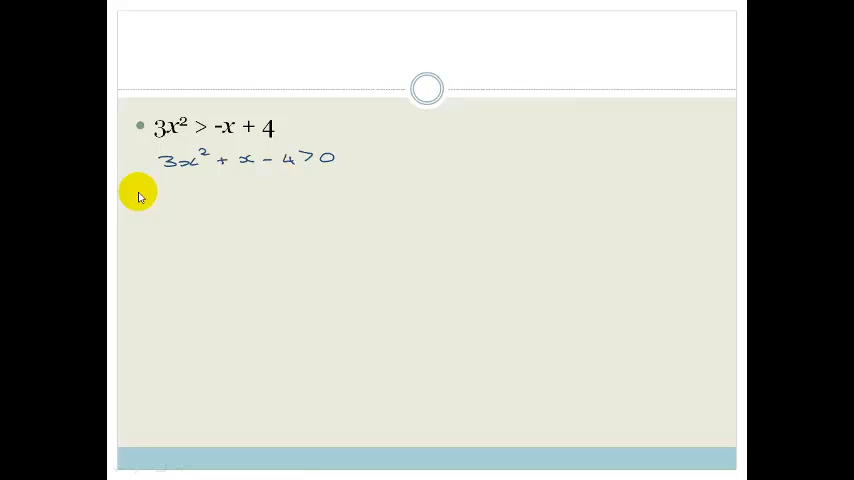 3x² > -x + 4
3x² + x - 4 > 0